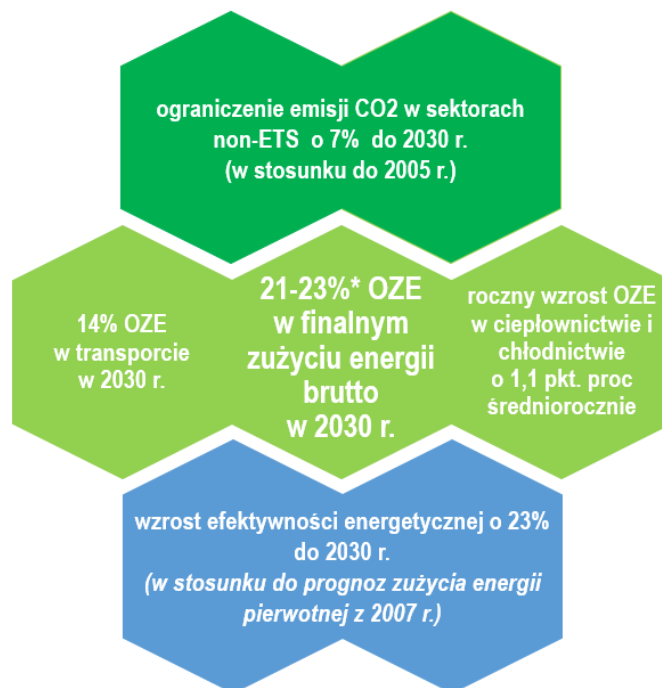 ograniczenie emisji CO2 w sektorach
non-ETS o 7% do 2030 r.
(w stosunku do 2005 r.)
14% OZE
w transporcie
w 2030 r.
21-23%* OZE
w finalnym
zużyciu energii
brutto
w 2030 r.
roczny wzrost OZE
w ciepłownictwie i
chłodnictwie
o 1,1 pkt. proc
średniorocznie
wzrost efektywności energetycznej o 23%
do 2030 r.
(w stosunku do prognoz zużycia energii
pierwotnej z 2007 r.)